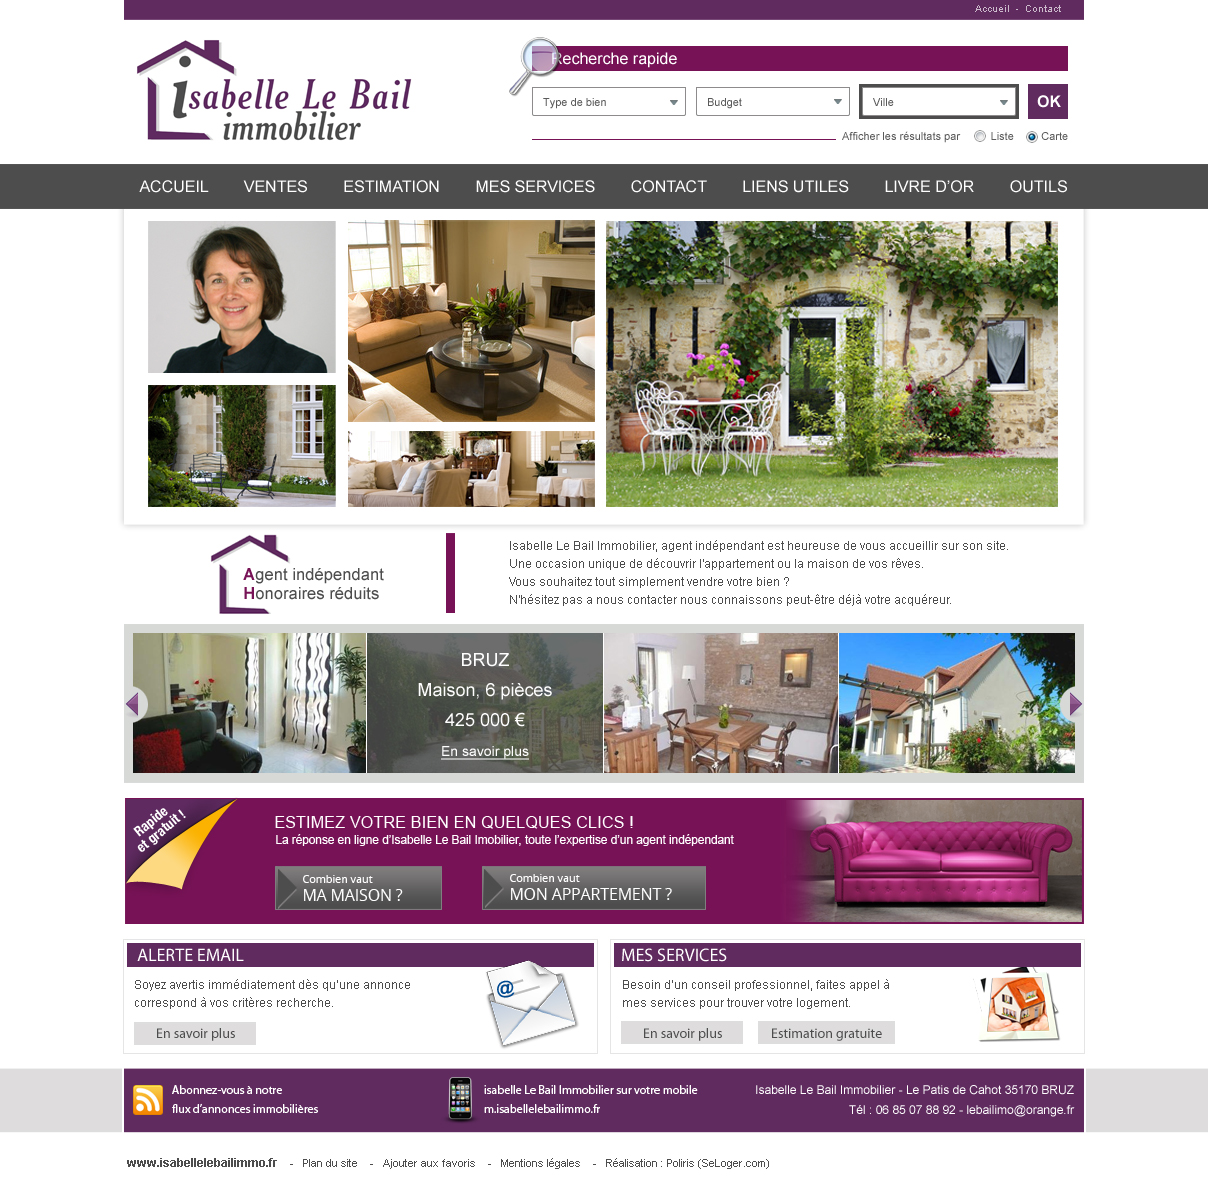 Accueil - Contact
isabelle Le Bail
immobilier
Recherche rapide
Type de bien
Budget
Ville
OK
Afficher les résultats par
Liste
Carte
ACCUEIL
VENTES
ESTIMATION
MES SERVICES
CONTACT
LIENS UTILES
LIVRE D'OR
OUTILS
Agent indépendant
Honoraires réduits
Isabelle Le Bail Immobilier, agent indépendant est heureuse de vous accueillir sur son site.
Une occasion unique de découvrir l'appartement ou la maison de vos rêves.
Vous souhaitez tout simplement vendre votre bien ?
N'hésitez pas a nous contacter nous connaissons peut-être déjà votre acquéreur.
BRUZ
Maison, 6 pièces
425 000 €
En savoir plus
Rapide
et gratuit !
ESTIMEZ VOTRE BIEN EN QUELQUES CLICS !
La réponse en ligne d'Isabelle Le Bail Imobilier, toute l'expertise d'un agent indépendant
Combien vaut
MA MAISON ?
Combien vaut
MON APPARTEMENT ?
ALERTE EMAIL
Soyez avertis immédiatement dès qu'une annonce
correspond à vos critères recherche.
En savoir plus
@
MES SERVICES
Besoin d'un conseil professionnel, faites appel à
mes services pour trouver votre logement.
En savoir plus
Estimation gratuite
Abonnez-vous à notre
flux d'annonces immobilières
isabelle Le Bail Immobilier sur votre mobile
m.isabellelebailimmo.fr
Isabelle Le Bail Immobilier - Le Patis de Cahot 35170 BRUZ
Tél : 06 85 07 88 92 - lebailimo@orange.fr
www.isabellelebailimmo.fr - Plan du site - Ajouter aux favoris - Mentions légales - Réalisation : Poliris (SeLoger.com)